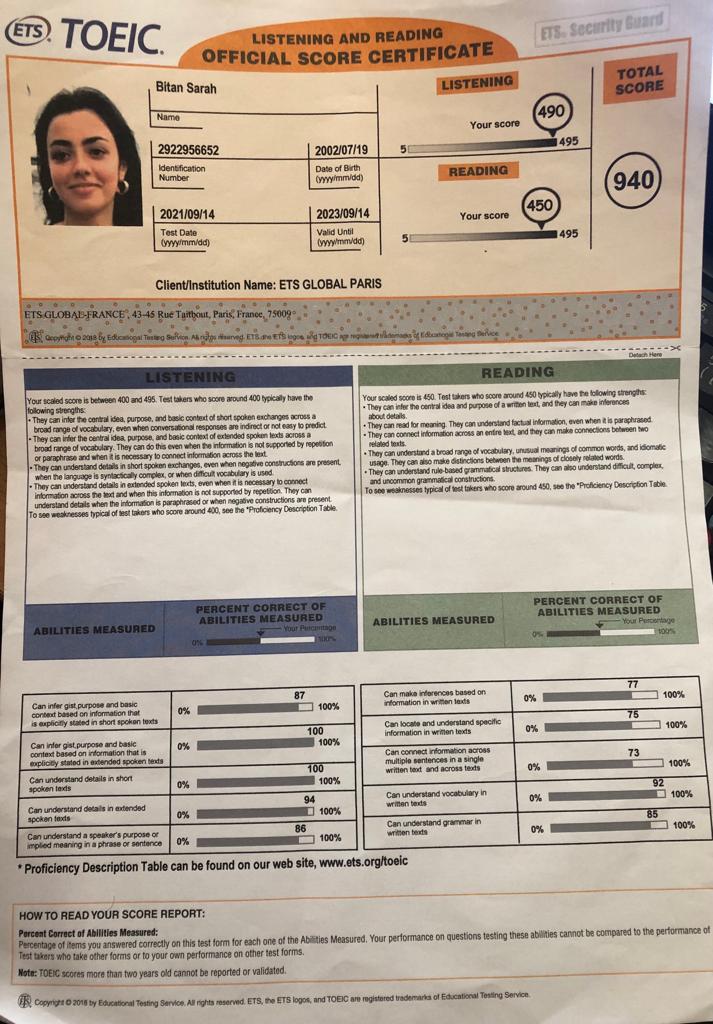 ETS TOEIC.
LISTENING AND READING
OFFICIAL SCORE CERTIFICATE
ETS. Security Guard
Bitan Sarah
Name
2922956652
Identification
Number
2002/07/19
Date of Birth
(yyyy/mm/dd)
2021/09/14
Test Date
(yyyy/mm/dd)
2023/09/14
Valid Until
(yyyy/mm/dd)
LISTENING
Your score
490
5
495
READING
Your score
450
5
495
TOTAL
SCORE
940
Client/Institution Name: ETS GLOBAL PARIS
ETS-GLOBAL-FRANCE, 43-45 Rue Taitbout, Paris, France, 75009
Copyright © 2018 by Educational Testing Service. All rights reserved. ETS, the ETS logos, and TOEIC are registered trademarks of Educational Testing Service.
Detach Here
LISTENING
Your scaled score is between 400 and 495. Test takers who score around 400 typically have the
following strengths:
• They can infer the central idea, purpose, and basic context of short spoken exchanges across a
broad range of vocabulary, even when conversational responses are indirect or not easy to predict.
• They can infer the central idea, purpose, and basic context of extended spoken texts across a
broad range of vocabulary. They can do this even when the information is not supported by repetition
or paraphrase and when it is necessary to connect information across the text.
• They can understand details in short spoken exchanges, even when negative constructions are present,
when the language is syntactically complex, or when difficult vocabulary is used.
• They can understand details in extended spoken texts, even when it is necessary to connect
information across the text and when this information is not supported by repetition. They can
understand details when the information is paraphrased or when negative constructions are present.
To see weaknesses typical of test takers who score around 400, see the *Proficiency Description Table.
READING
Your scaled score is 450. Test takers who score around 450 typically have the following strengths:
• They can infer the central idea and purpose of a written text, and they can make inferences
about details.
• They can read for meaning. They can understand factual information, even when it is paraphrased.
• They can connect information across an entire text, and they can make connections between two
related texts.
• They can understand a broad range of vocabulary, unusual meanings of common words, and idiomatic
usage. They can also make distinctions between the meanings of closely related words.
• They can understand rule-based grammatical structures. They can also understand difficult, complex,
and uncommon grammatical constructions.
To see weaknesses typical of test takers who score around 450, see the *Proficiency Description Table.
ABILITIES MEASURED
PERCENT CORRECT OF
ABILITIES MEASURED
Your Percentage
0%
100%
ABILITIES MEASURED
PERCENT CORRECT OF
ABILITIES MEASURED
Your Percentage
0%
100%
Can infer gist,purpose and basic
context based on information that
is explicitly stated in short spoken texts
0% 87 100%
Can infer gist,purpose and basic
context based on information that is
explicitly stated in extended spoken texts
0% 100 100%
Can understand details in short
spoken texts
0% 100 100%
Can understand details in extended
spoken texts
0% 94 100%
Can understand a speaker's purpose or
implied meaning in a phrase or sentence
0% 86 100%
Can make inferences based on
information in written texts
0% 77 100%
Can locate and understand specific
information in written texts
0% 75 100%
Can connect information across
multiple sentences in a single
written text and across texts
0% 73 100%
Can understand vocabulary in
written texts
0% 92 100%
Can understand grammar in
written texts
0% 85 100%
* Proficiency Description Table can be found on our web site, www.ets.org/toeic
HOW TO READ YOUR SCORE REPORT:
Percent Correct of Abilities Measured:
Percentage of items you answered correctly on this test form for each one of the Abilities Measured. Your performance on questions testing these abilities cannot be compared to the performance of
Test takers who take other forms or to your own performance on other test forms.
Note: TOEIC scores more than two years old cannot be reported or validated.
Copyright © 2018 by Educational Testing Service. All rights reserved. ETS, the ETS logos, and TOEIC are registered trademarks of Educational Testing Service.